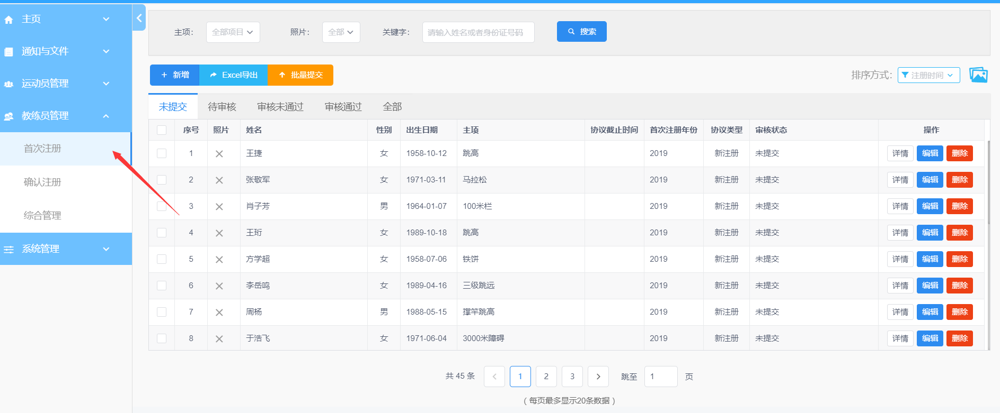 主页
通知与文件
运动员管理
教练员管理
首次注册
确认注册
综合管理
系统管理
主项: 全部项目 照片: 全部 关键字: 请输入姓名或者身份证号码 搜索
新增 Excel导出 批量提交 排序方式: 注册时间
未提交 待审核 审核未通过 审核通过 全部
序号 照片 姓名 性别 出生日期 主项 协议截止时间 首次注册年份 协议类型 审核状态 操作
1 王捷 女 1958-10-12 跳高 2019 新注册 未提交 详情 编辑 删除
2 张敬军 女 1971-03-11 马拉松 2019 新注册 未提交 详情 编辑 删除
3 肖子芳 男 1964-01-07 100米栏 2019 新注册 未提交 详情 编辑 删除
4 王珩 女 1989-10-18 跳高 2019 新注册 未提交 详情 编辑 删除
5 方学超 女 1958-07-06 铁饼 2019 新注册 未提交 详情 编辑 删除
6 李岳鸣 女 1989-04-16 三级跳远 2019 新注册 未提交 详情 编辑 删除
7 周杨 男 1988-05-15 撑竿跳高 2019 新注册 未提交 详情 编辑 删除
8 于浩飞 女 1971-06-04 3000米障碍 2019 新注册 未提交 详情 编辑 删除
共 45 条 1 2 3 跳至 1 页
( 每页最多显示20条数据 )